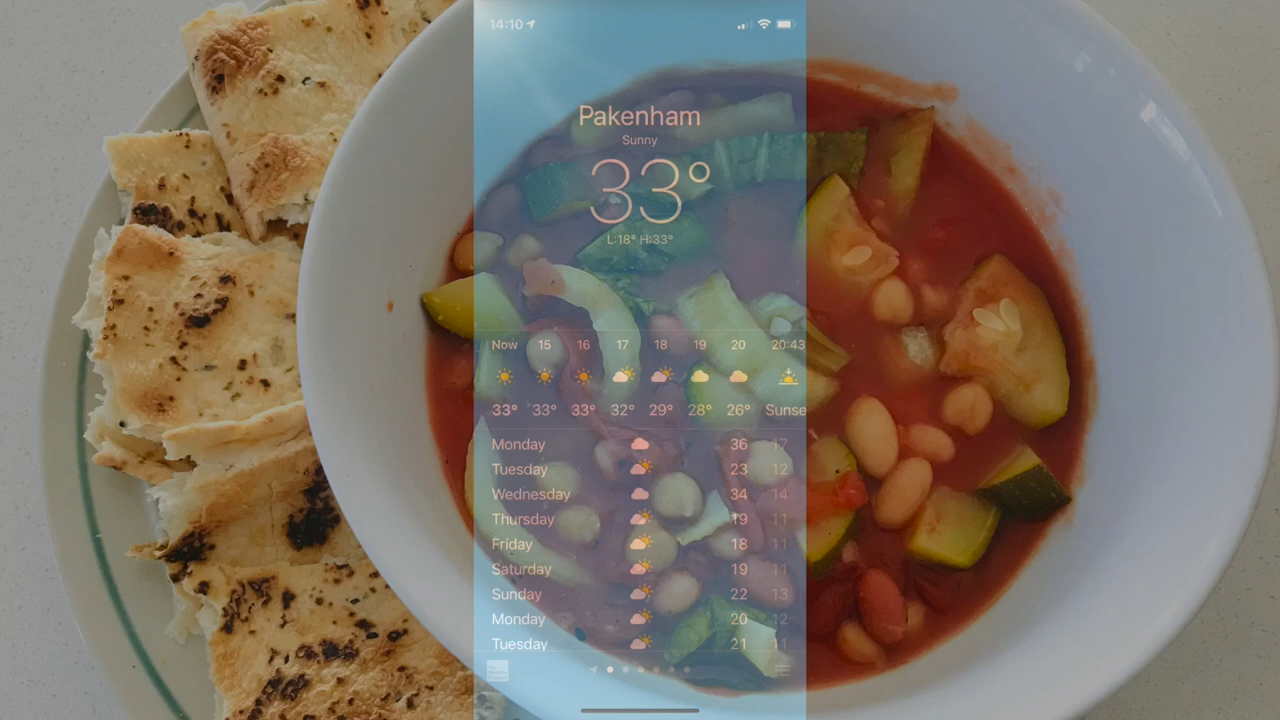 14:10
Pakenham
Sunny
33°
L:18° H:33°
Now 15 16 17 18 19 20 20:43
33° 33° 33° 32° 29° 28° 26° Sunse
Monday 36 17
Tuesday 23 12
Wednesday 34 14
Thursday 19 11
Friday 18 11
Saturday 19 11
Sunday 22 13
Monday 20 12
Tuesday 21 11